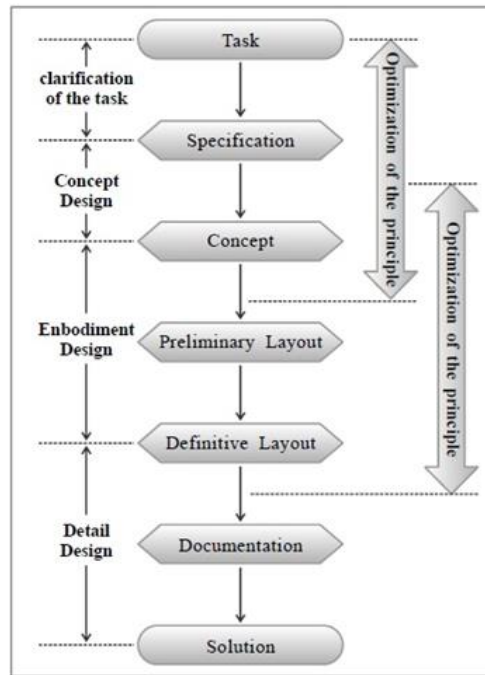 Task
clarification
of the task
Specification
Concept
Design
Concept
Optimization of the principle
Preliminary Layout
Enbodiment
Design
Optimization of the principle
Definitive Layout
Detail
Design
Documentation
Solution